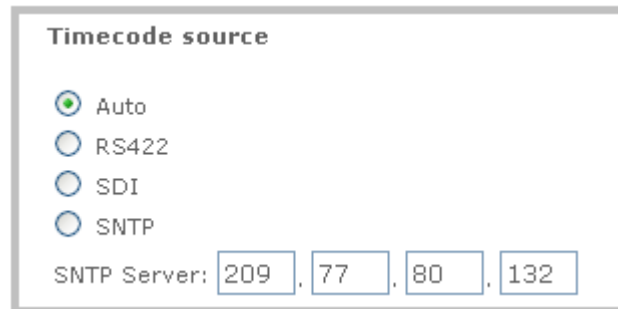 Timecode source
Auto
RS422
SDI
SNTP
SNTP Server: 209 . 77 . 80 . 132